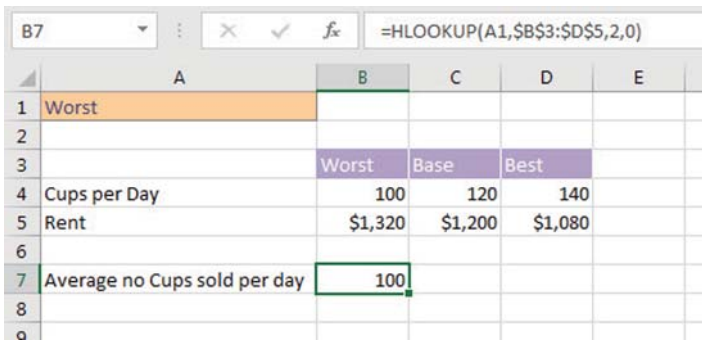 B7 fx =HLOOKUP(A1,$B$3:$D$5,2,0)
A B C D E
1 Worst
2
3 Worst Base Best
4 Cups per Day 100 120 140
5 Rent $1,320 $1,200 $1,080
6
7 Average no Cups sold per day 100
8
9